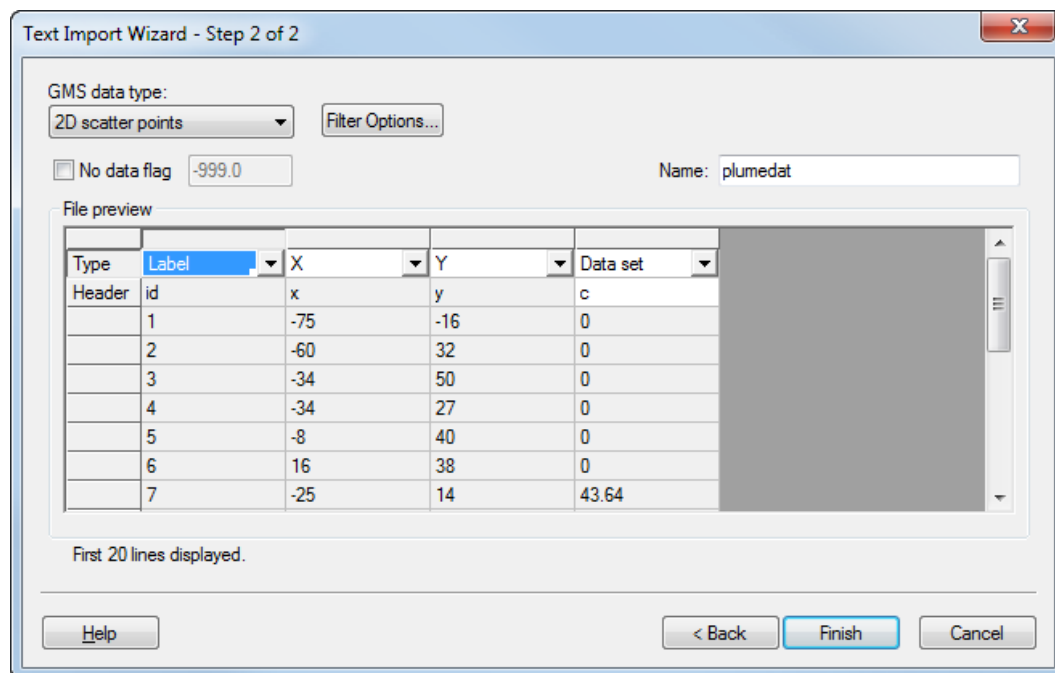 Text Import Wizard - Step 2 of 2
GMS data type:
2D scatter points Filter Options...
No data flag -999.0 Name: plumedat
File preview
Type Label X Y Data set
Header id x y c
1 -75 -16 0
2 -60 32 0
3 -34 50 0
4 -34 27 0
5 -8 40 0
6 16 38 0
7 -25 14 43.64
First 20 lines displayed.
Help < Back Finish Cancel